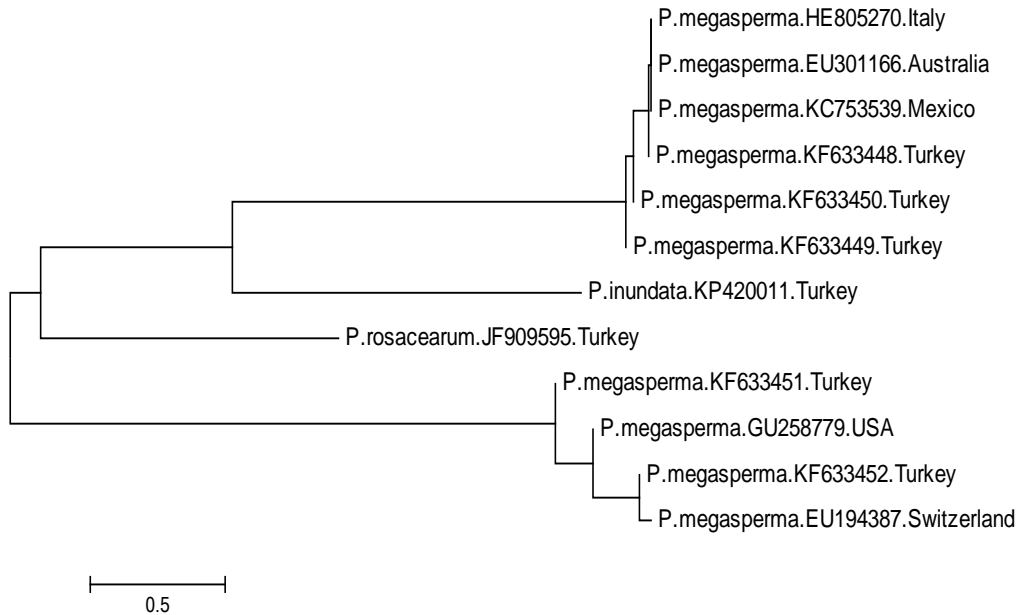 P.megasperma.HE805270.Italy
P.megasperma.EU301166.Australia
P.megasperma.KC753539.Mexico
P.megasperma.KF633448.Turkey
P.megasperma.KF633450.Turkey
P.megasperma.KF633449.Turkey
P.inundata.KP420011.Turkey
P.rosacearum.JF909595.Turkey
P.megasperma.KF633451.Turkey
P.megasperma.GU258779.USA
P.megasperma.KF633452.Turkey
P.megasperma.EU194387.Switzerland
0.5